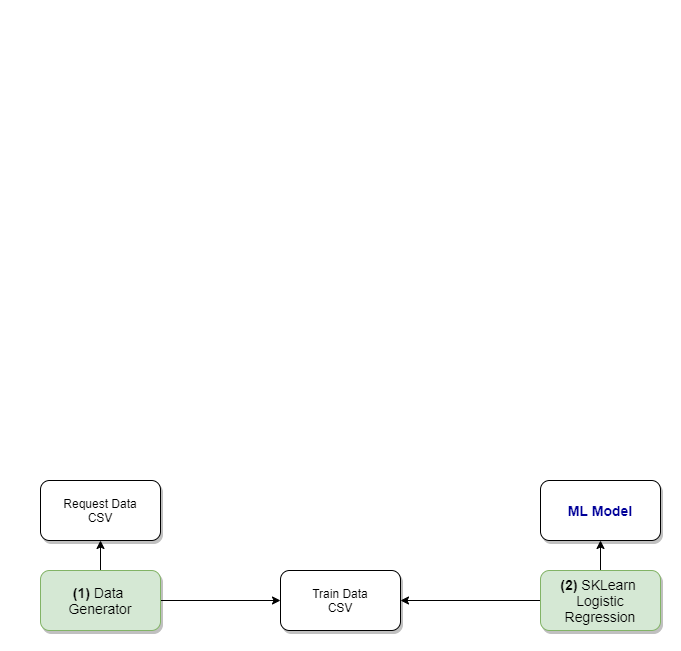 Request Data
CSV
ML Model
(1) Data
Generator
Train Data
CSV
(2) SKLearn
Logistic
Regression